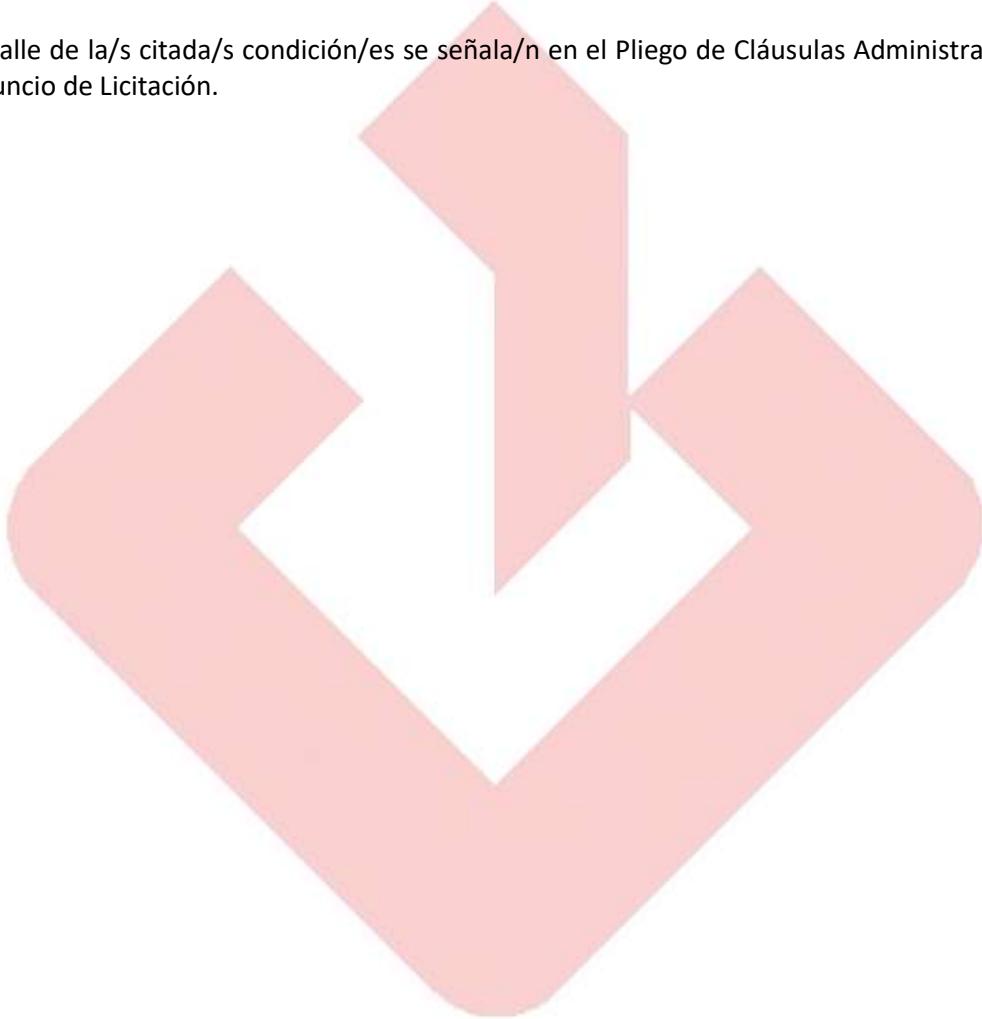 alle de la/s citada/s condición/es se señala/n en el Pliego de Cláusulas Administra
uncio de Licitación.